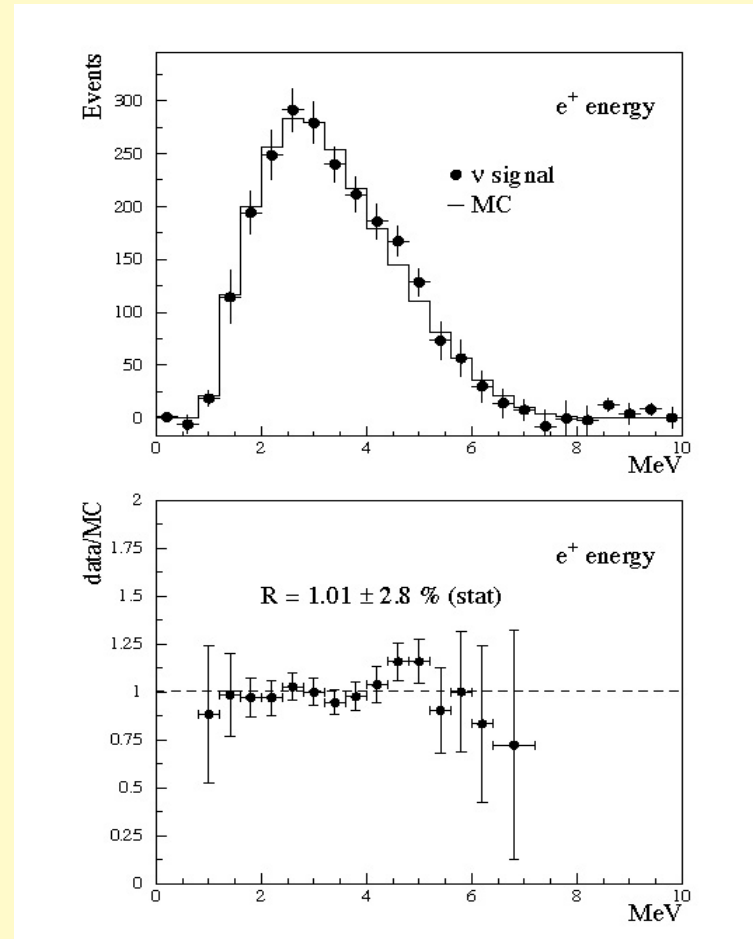 Events
300
250
200
150
100
50
0
e+ energy
● ν signal
— MC
0 2 4 6 8 10
MeV
data/MC
2
1.75
1.5
1.25
1
0.75
0.5
0.25
0
e+ energy
R = 1.01 ± 2.8 % (stat)
0 2 4 6 8 10
MeV